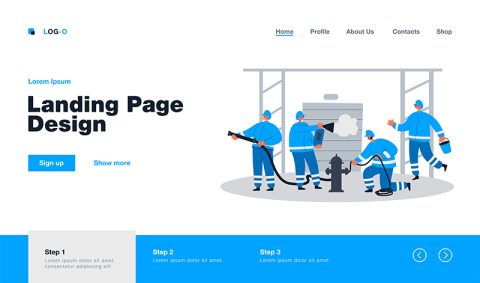 LOG-O
Home
Profile
About Us
Contacts
Shop
Lorem Ipsum
Landing Page
Design
Sign up
Show more
Step 1
Lorem ipsum dolor sit amet
consectetur adipiscing elit
Step 2
Lorem ipsum dolor sit amet
Step 3
Lorem ipsum dolor sit amet